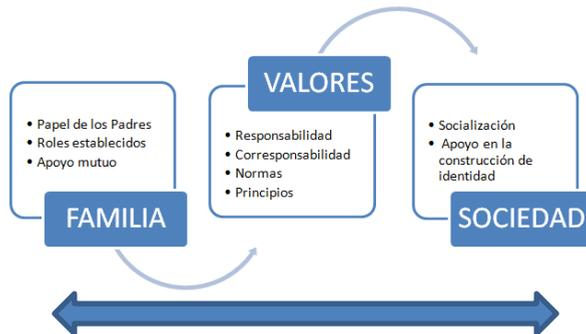 • Papel de los Padres
• Roles establecidos
• Apoyo mutuo
FAMILIA
VALORES
• Responsabilidad
• Corresponsabilidad
• Normas
• Principios
• Socialización
• Apoyo en la
construcción de
identidad
SOCIEDAD